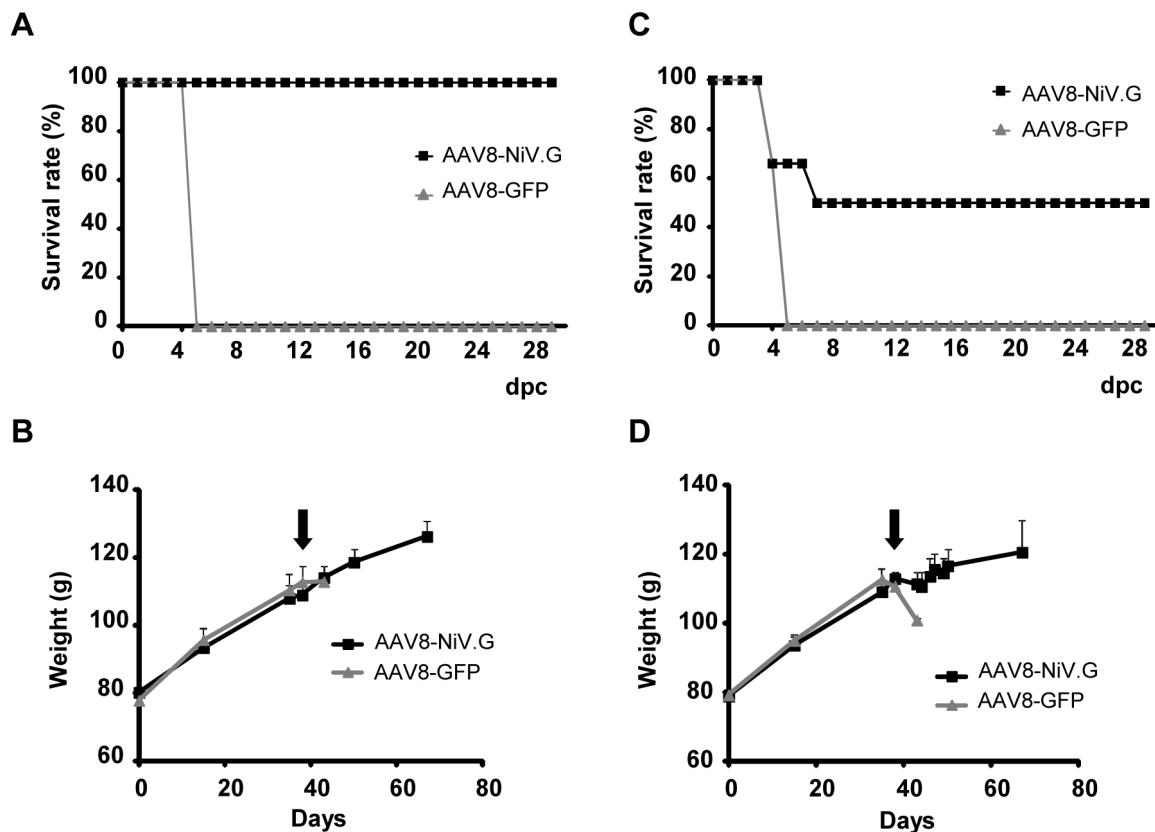 A
Survival rate (%)
100
80
60
40
20
0
0 4 8 12 16 20 24 28
dpc
AAV8-NiV.G
AAV8-GFP
C
Survival rate (%)
100
80
60
40
20
0
0 4 8 12 16 20 24 28
dpc
AAV8-NiV.G
AAV8-GFP
B
Weight (g)
140
120
100
80
60
0 20 40 60 80
Days
AAV8-NiV.G
AAV8-GFP
D
Weight (g)
140
120
100
80
60
0 20 40 60 80
Days
AAV8-NiV.G
AAV8-GFP